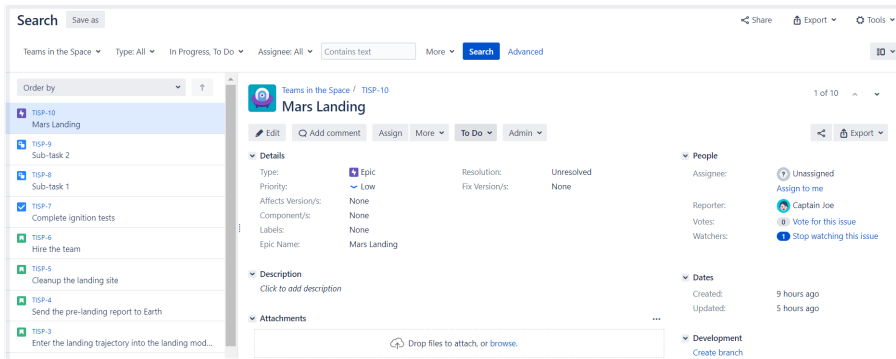 Search Save as Share Export Tools
Teams in the Space Type: All In Progress, To Do Assignee: All Contains text More Search Advanced
Order by
TISP-10
Mars Landing
TISP-9
Sub-task 2
TISP-8
Sub-task 1
TISP-7
Complete ignition tests
TISP-6
Hire the team
TISP-5
Cleanup the landing site
TISP-4
Send the pre-landing report to Earth
TISP-3
Enter the landing trajectory into the landing mod...
Teams in the Space / TISP-10
Mars Landing
1 of 10
Edit Add comment Assign More To Do Admin Export
Details
Type: Epic Resolution: Unresolved
Priority: Low Fix Version/s: None
Affects Version/s: None
Component/s: None
Labels: None
Epic Name: Mars Landing
Description
Click to add description
Attachments
Drop files to attach, or browse.
People
Assignee: Unassigned
Assign to me
Reporter: Captain Joe
Votes: 0 Vote for this issue
Watchers: 1 Stop watching this issue
Dates
Created: 9 hours ago
Updated: 5 hours ago
Development
Create branch